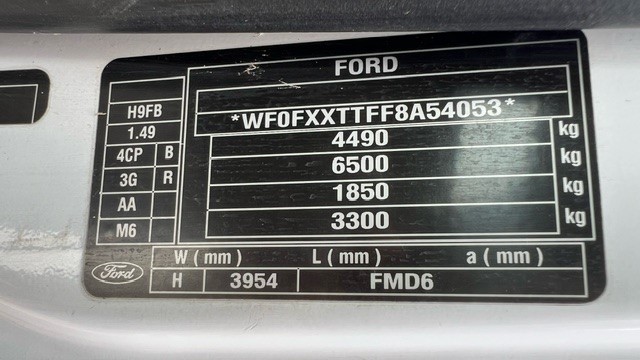 FORD
H9FB
*WF0FXXTTFF8A54053*
1.49
4490 kg
4CP B
6500 kg
3G R
1850 kg
AA
3300 kg
M6
W (mm) L (mm) a (mm)
Ford H 3954 FMD6